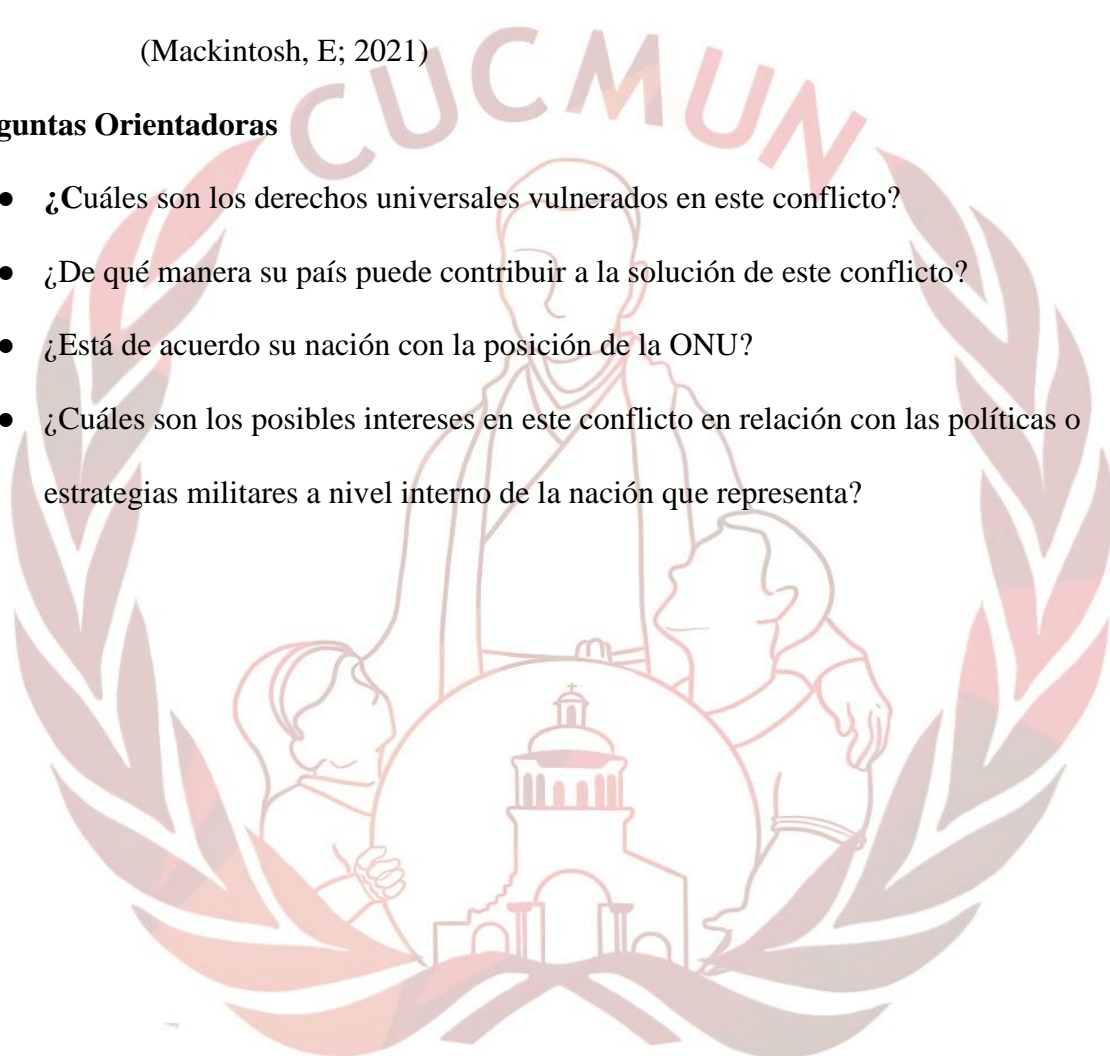 (Mackintosh, E; 2021)
CUCMUN
guntas Orientadoras
● ¿Cuáles son los derechos universales vulnerados en este conflicto?
● ¿De qué manera su país puede contribuir a la solución de este conflicto?
● ¿Está de acuerdo su nación con la posición de la ONU?
● ¿Cuáles son los posibles intereses en este conflicto en relación con las políticas o
estrategias militares a nivel interno de la nación que representa?